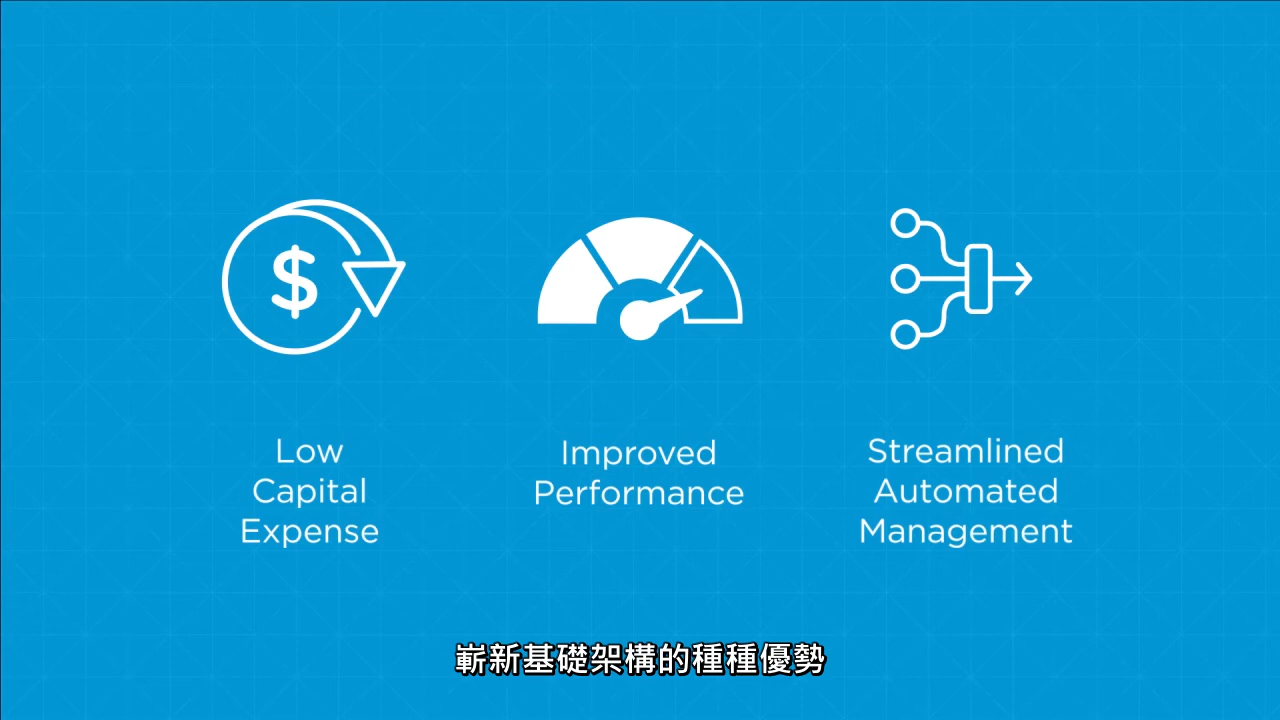 $
Low
Capital
Expense
Improved
Performance
Streamlined
Automated
Management
嶄新基礎架構的種種優勢